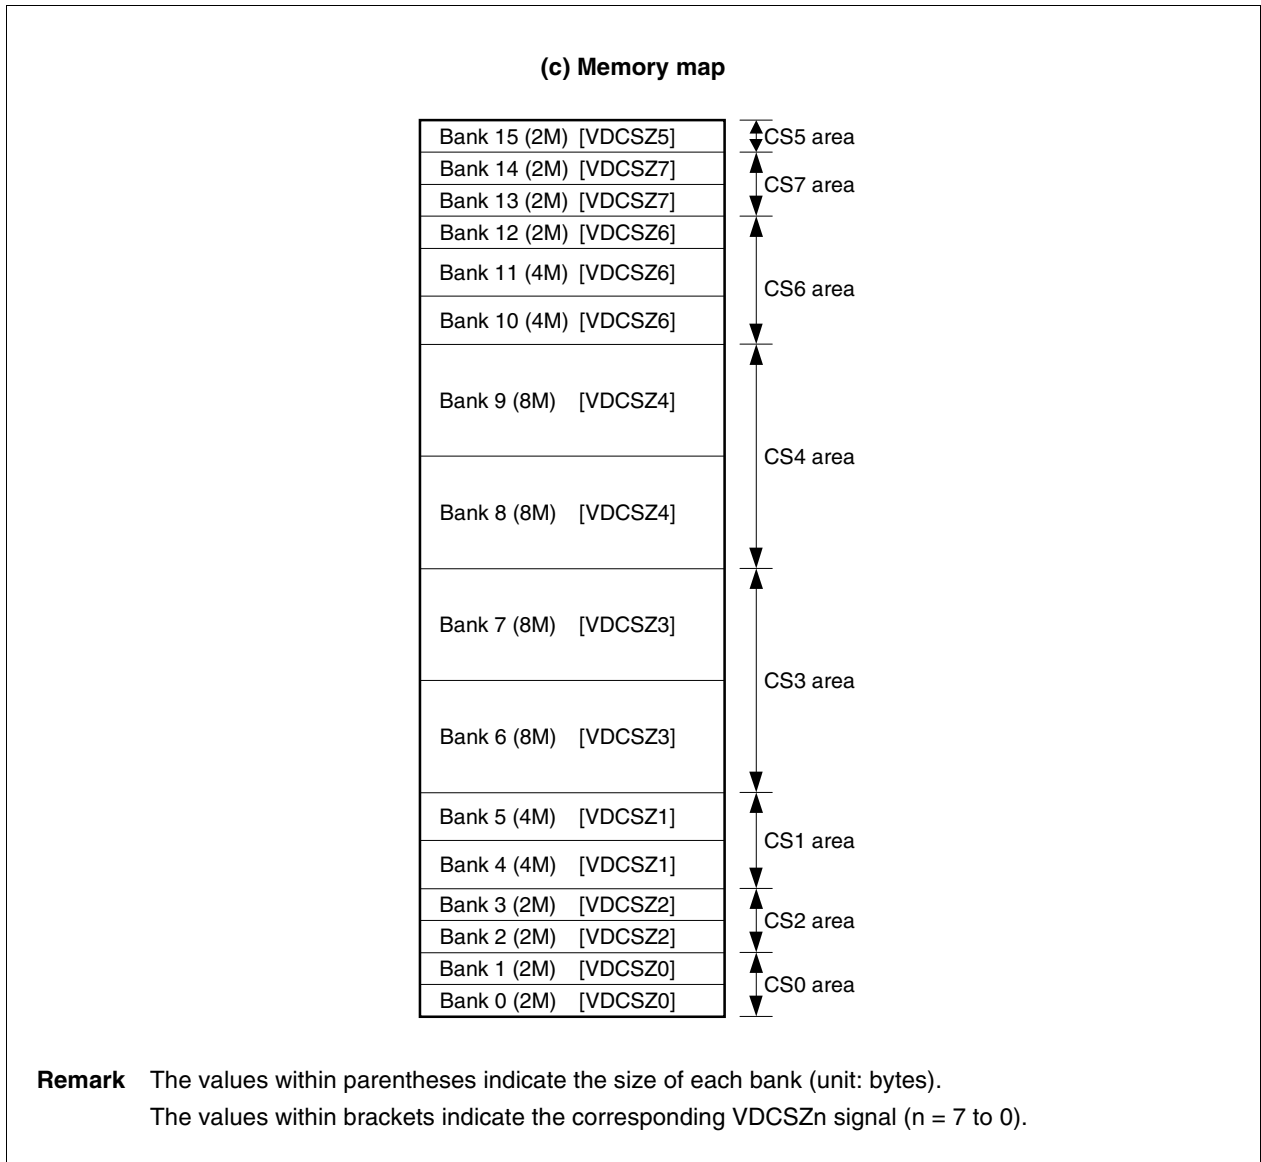 (c) Memory map
Bank 15 (2M) [VDCSZ5]
CS5 area
Bank 14 (2M) [VDCSZ7]
CS7 area
Bank 13 (2M) [VDCSZ7]
Bank 12 (2M) [VDCSZ6]
Bank 11 (4M) [VDCSZ6]
CS6 area
Bank 10 (4M) [VDCSZ6]
Bank 9 (8M) [VDCSZ4]
CS4 area
Bank 8 (8M) [VDCSZ4]
Bank 7 (8M) [VDCSZ3]
CS3 area
Bank 6 (8M) [VDCSZ3]
Bank 5 (4M) [VDCSZ1]
CS1 area
Bank 4 (4M) [VDCSZ1]
Bank 3 (2M) [VDCSZ2]
CS2 area
Bank 2 (2M) [VDCSZ2]
Bank 1 (2M) [VDCSZ0]
CS0 area
Bank 0 (2M) [VDCSZ0]
Remark The values within parentheses indicate the size of each bank (unit: bytes).
The values within brackets indicate the corresponding VDCSZn signal (n = 7 to 0).